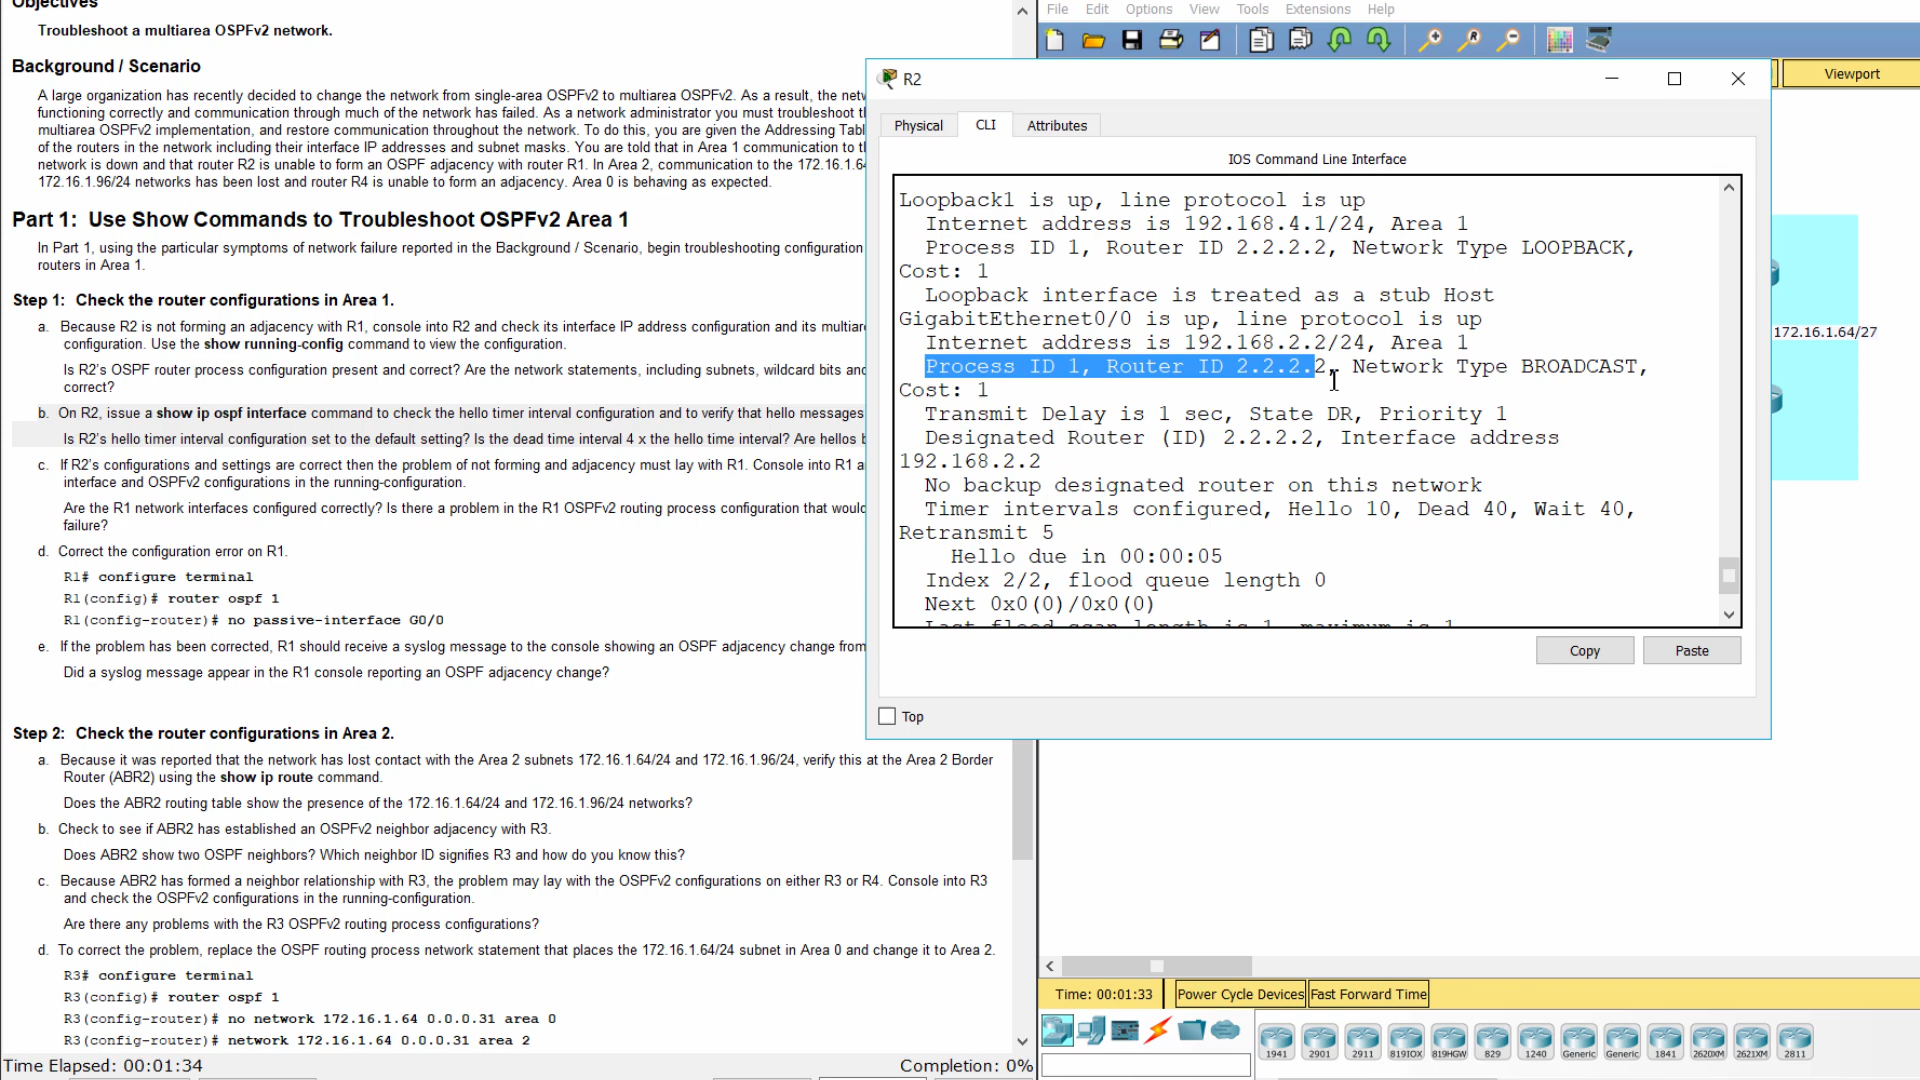 Objectives
Troubleshoot a multiarea OSPFv2 network.
Background / Scenario
A large organization has recently decided to change the network from single-area OSPFv2 to multiarea OSPFv2. As a result, the
functioning correctly and communication through much of the network has failed. As a network administrator you must troubleshoot
multiarea OSPFv2 implementation, and restore communication throughout the network. To do this, you are given the Addressing
of the routers in the network including their interface IP addresses and subnet masks. You are told that in Area 1 communication to
network is down and that router R2 is unable to form an OSPF adjacency with router R1. In Area 2, communication to the
172.16.1.96/24 networks has been lost and router R4 is unable to form an adjacency. Area 0 is behaving as expected.
Part 1: Use Show Commands to Troubleshoot OSPFv2 Area 1
In Part 1, using the particular symptoms of network failure reported in the Background / Scenario, begin troubleshooting configuration
routers in Area 1.
Step 1: Check the router configurations in Area 1.
a. Because R2 is not forming an adjacency with R1, console into R2 and check its interface IP address configuration and its
configuration. Use the show running-config command to view the configuration.
Is R2's OSPF router process configuration present and correct? Are the network statements, including subnets, wildcard bits and
correct?
b. On R2, issue a show ip ospf interface command to check the hello timer interval configuration and to verify that hello messages
Is R2's hello timer interval configuration set to the default setting? Is the dead time interval 4 x the hello time interval? Are hellos
c. If R2's configurations and settings are correct then the problem of not forming and adjacency must lay with R1. Console into R1
interface and OSPFv2 configurations in the running-configuration.
Are the R1 network interfaces configured correctly? Is there a problem in the R1 OSPFv2 routing process configuration that would
failure?
d. Correct the configuration error on R1.
R1# configure terminal
R1(config)# router ospf 1
R1(config-router)# no passive-interface G0/0
e. If the problem has been corrected, R1 should receive a syslog message to the console showing an OSPF adjacency change from
Did a syslog message appear in the R1 console reporting an OSPF adjacency change?
Step 2: Check the router configurations in Area 2.
a. Because it was reported that the network has lost contact with the Area 2 subnets 172.16.1.64/24 and 172.16.1.96/24, verify this at the Area 2 Border
Router (ABR2) using the show ip route command.
Does the ABR2 routing table show the presence of the 172.16.1.64/24 and 172.16.1.96/24 networks?
b. Check to see if ABR2 has established an OSPFv2 neighbor adjacency with R3.
Does ABR2 show two OSPF neighbors? Which neighbor ID signifies R3 and how do you know this?
c. Because ABR2 has formed a neighbor relationship with R3, the problem may lay with the OSPFv2 configurations on either R3 or R4. Console into R3
and check the OSPFv2 configurations in the running-configuration.
Are there any problems with the R3 OSPFv2 routing process configurations?
d. To correct the problem, replace the OSPF routing process network statement that places the 172.16.1.64/24 subnet in Area 0 and change it to Area 2.
R3# configure terminal
R3(config)# router ospf 1
R3(config-router)# no network 172.16.1.64 0.0.0.31 area 0
R3(config-router)# network 172.16.1.64 0.0.0.31 area 2
Time Elapsed: 00:01:34
Completion: 0%
File Edit Options View Tools Extensions Help
Viewport
R2
Physical CLI Attributes
IOS Command Line Interface
Loopback1 is up, line protocol is up
Internet address is 192.168.4.1/24, Area 1
Process ID 1, Router ID 2.2.2.2, Network Type LOOPBACK,
Cost: 1
Loopback interface is treated as a stub Host
GigabitEthernet0/0 is up, line protocol is up
Internet address is 192.168.2.2/24, Area 1
Process ID 1, Router ID 2.2.2.2, Network Type BROADCAST,
Cost: 1
Transmit Delay is 1 sec, State DR, Priority 1
Designated Router (ID) 2.2.2.2, Interface address
192.168.2.2
No backup designated router on this network
Timer intervals configured, Hello 10, Dead 40, Wait 40,
Retransmit 5
Hello due in 00:00:05
Index 2/2, flood queue length 0
Next 0x0(0)/0x0(0)
Last flood scan length is 1, maximum is 1
Copy Paste
Top
172.16.1.64/27
Time: 00:01:33 Power Cycle Devices Fast Forward Time
1941 2901 2911 819IOX 819HGW 829 1240 Generic Generic 1841 2620XM 2621XM 2811